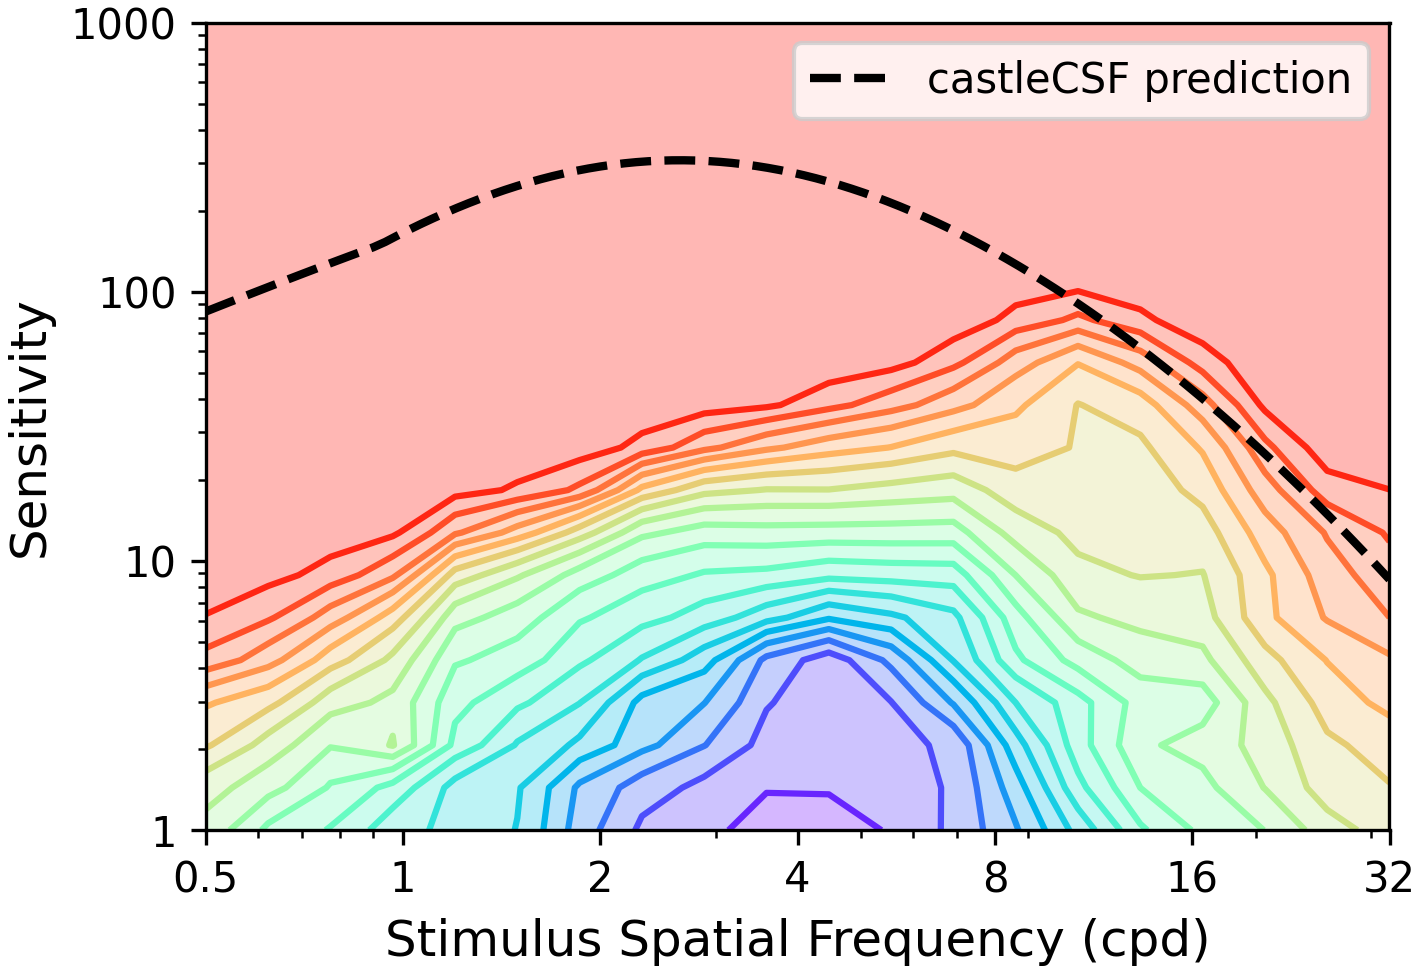 1000
castleCSF prediction
100
Sensitivity
10
1
0.5 1 2 4 8 16 32
Stimulus Spatial Frequency (cpd)